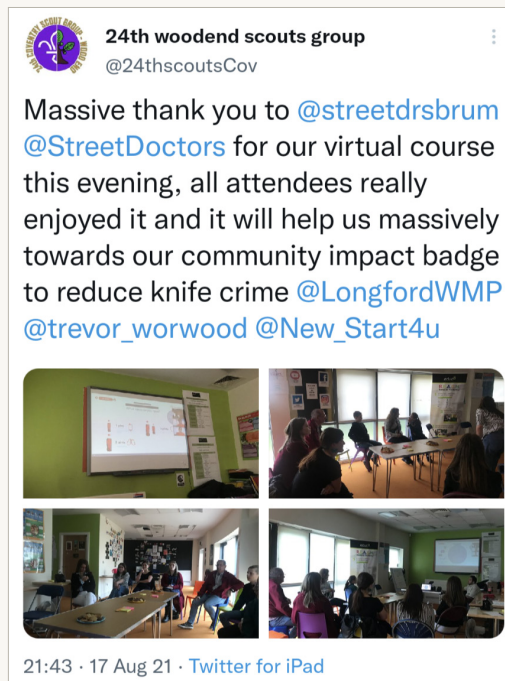 24th woodend scouts group
@24thscoutsCov
Massive thank you to @streetdrsbrum
@StreetDoctors for our virtual course
this evening, all attendees really
enjoyed it and it will help us massively
towards our community impact badge
to reduce knife crime @LongfordWMP
@trevor_worwood @New_Start4u
21:43 · 17 Aug 21 · Twitter for iPad